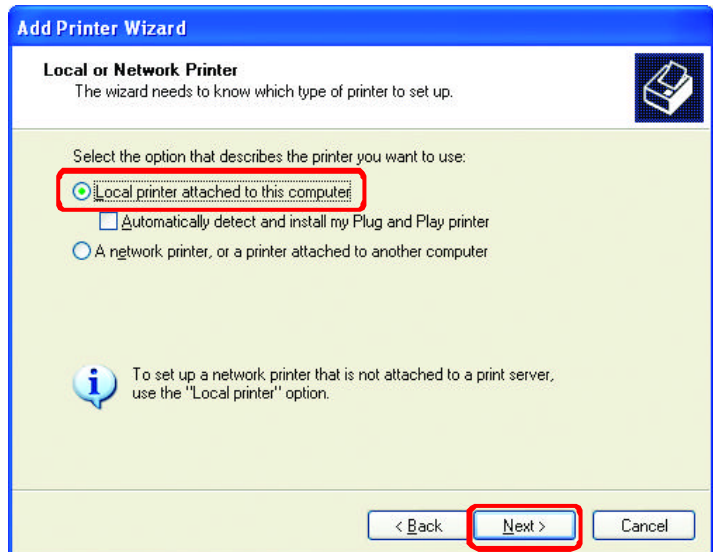 Add Printer Wizard
Local or Network Printer
The wizard needs to know which type of printer to set up.
Select the option that describes the printer you want to use:
Local printer attached to this computer
Automatically detect and install my Plug and Play printer
A network printer, or a printer attached to another computer
To set up a network printer that is not attached to a print server,
use the "Local printer" option.
< Back Next > Cancel